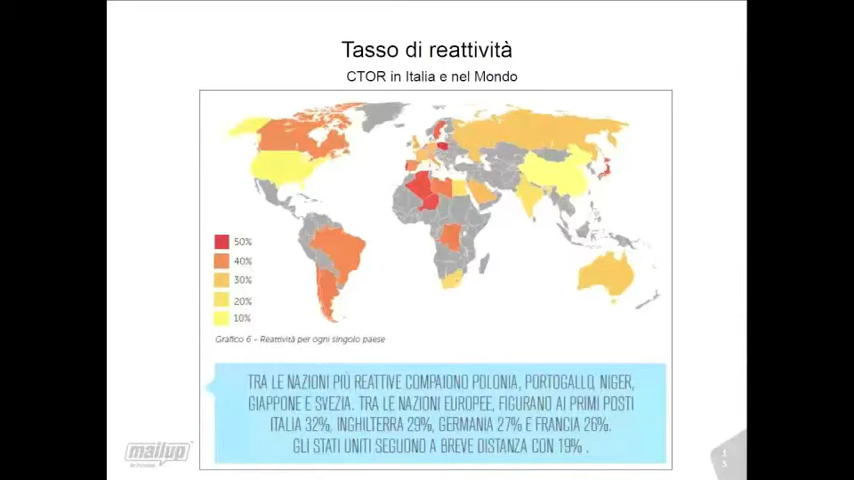 Tasso di reattività
CTOR in Italia e nel Mondo
50%
40%
30%
20%
10%
Grafico 6 - Reattività per ogni singolo paese
TRA LE NAZIONI PIÙ REATTIVE COMPAIONO POLONIA, PORTOGALLO, NIGER,
GIAPPONE E SVEZIA. TRA LE NAZIONI EUROPEE, FIGURANO AI PRIMI POSTI
ITALIA 32%, INGHILTERRA 29%, GERMANIA 27% E FRANCIA 26%.
GLI STATI UNITI SEGUONO A BREVE DISTANZA CON 19% .
mailup
1
3